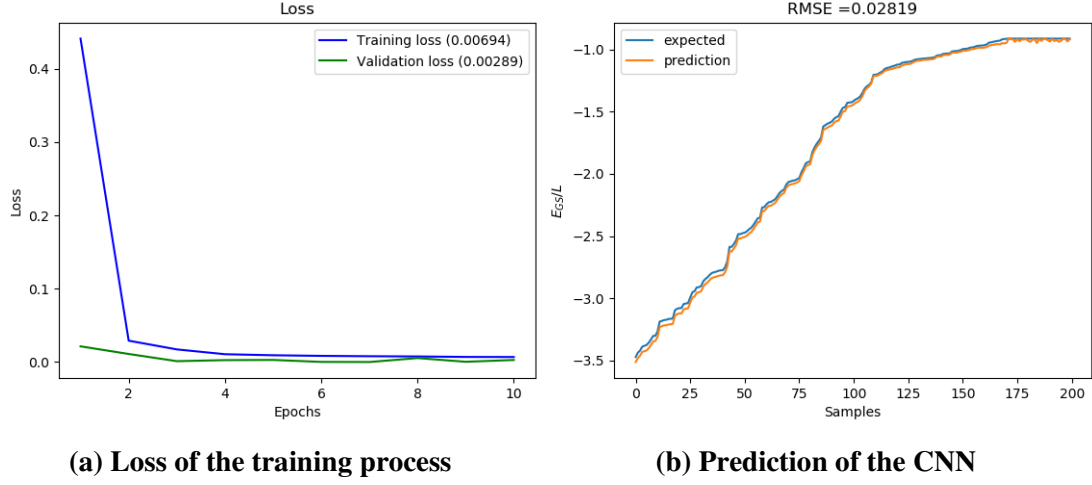 Loss
Training loss (0.00694)
Validation loss (0.00289)
Loss
0.4
0.3
0.2
0.1
0.0
2 4 6 8 10
Epochs
(a) Loss of the training process
RMSE =0.02819
expected
prediction
E_{GS}/L
−1.0
−1.5
−2.0
−2.5
−3.0
−3.5
0 25 50 75 100 125 150 175 200
Samples
(b) Prediction of the CNN